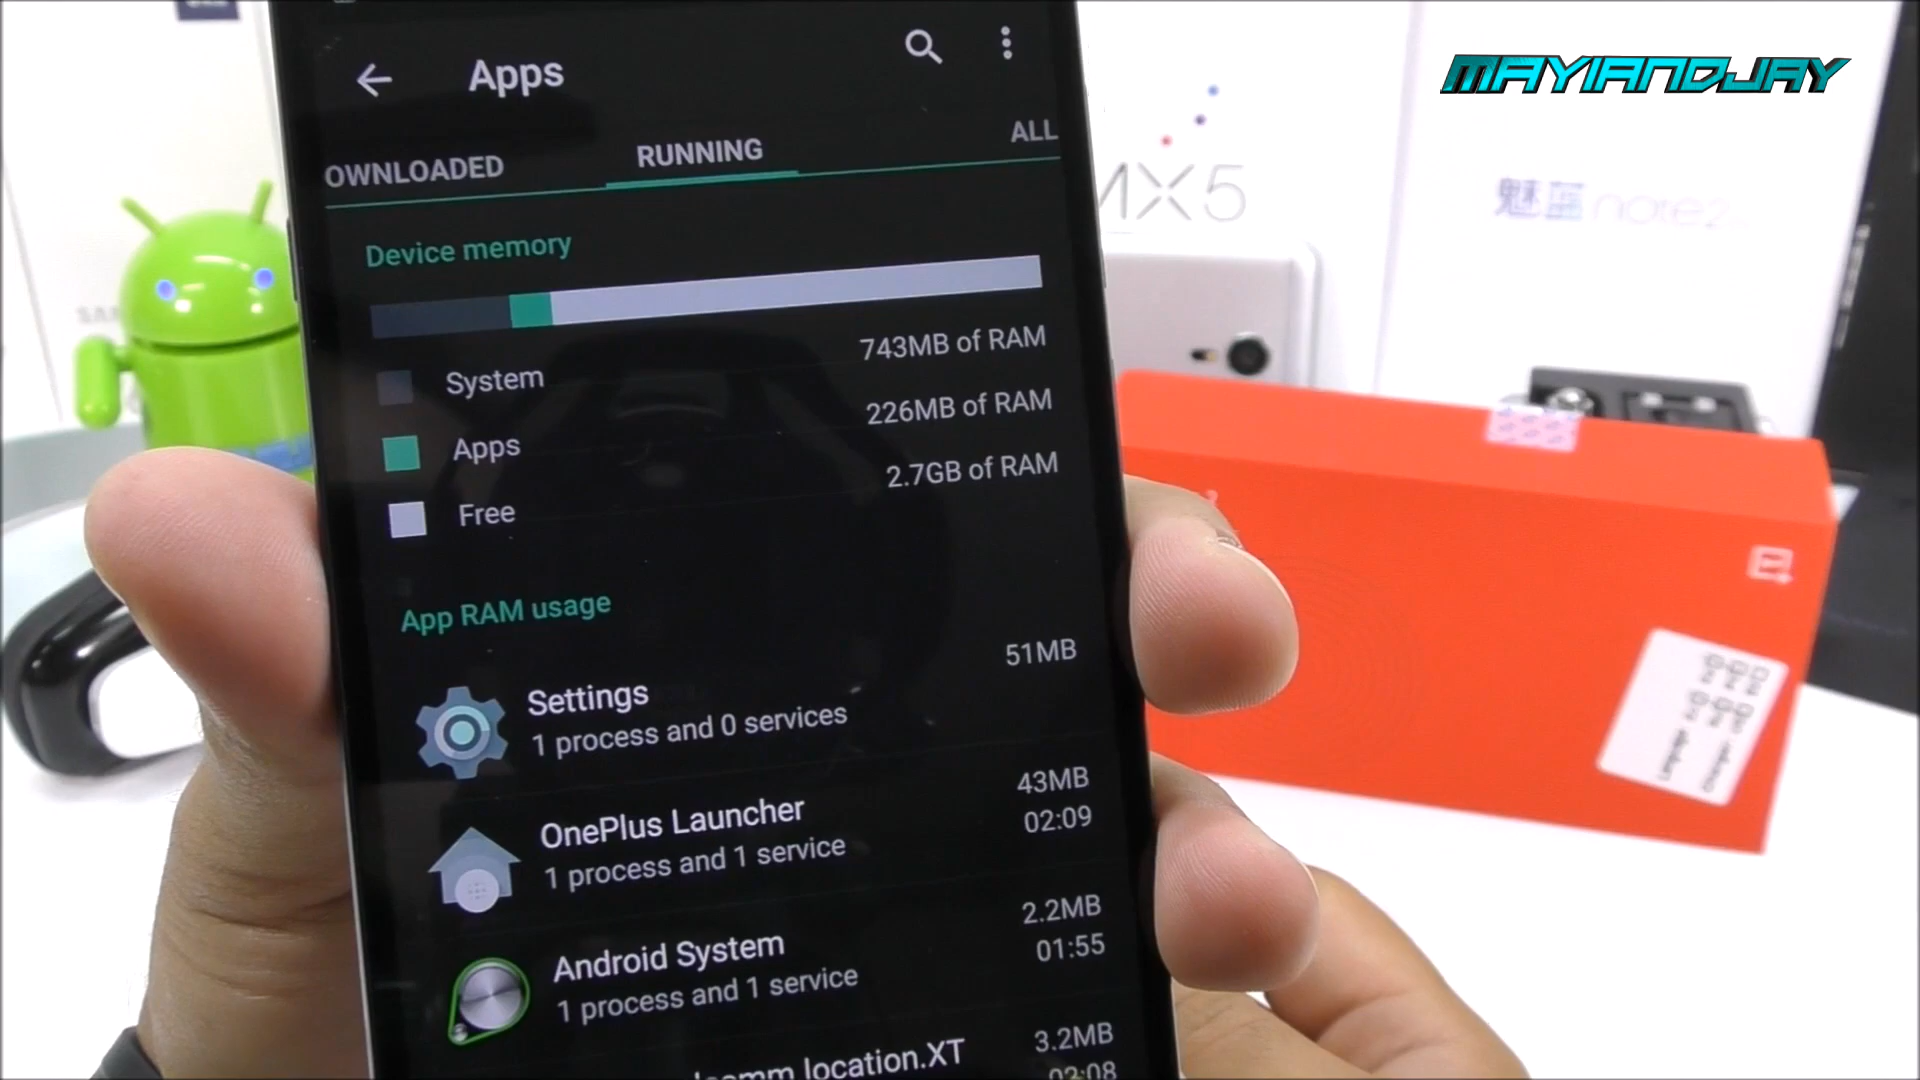 Apps
OWNLOADED
RUNNING
ALL
Device memory
System 743MB of RAM
Apps 226MB of RAM
Free 2.7GB of RAM
App RAM usage
Settings 51MB
1 process and 0 services
OnePlus Launcher 43MB
1 process and 1 service 02:09
Android System 2.2MB
1 process and 1 service 01:55
location.XT 3.2MB
02:08
MAYIANDJAY
MX5
魅蓝 note2